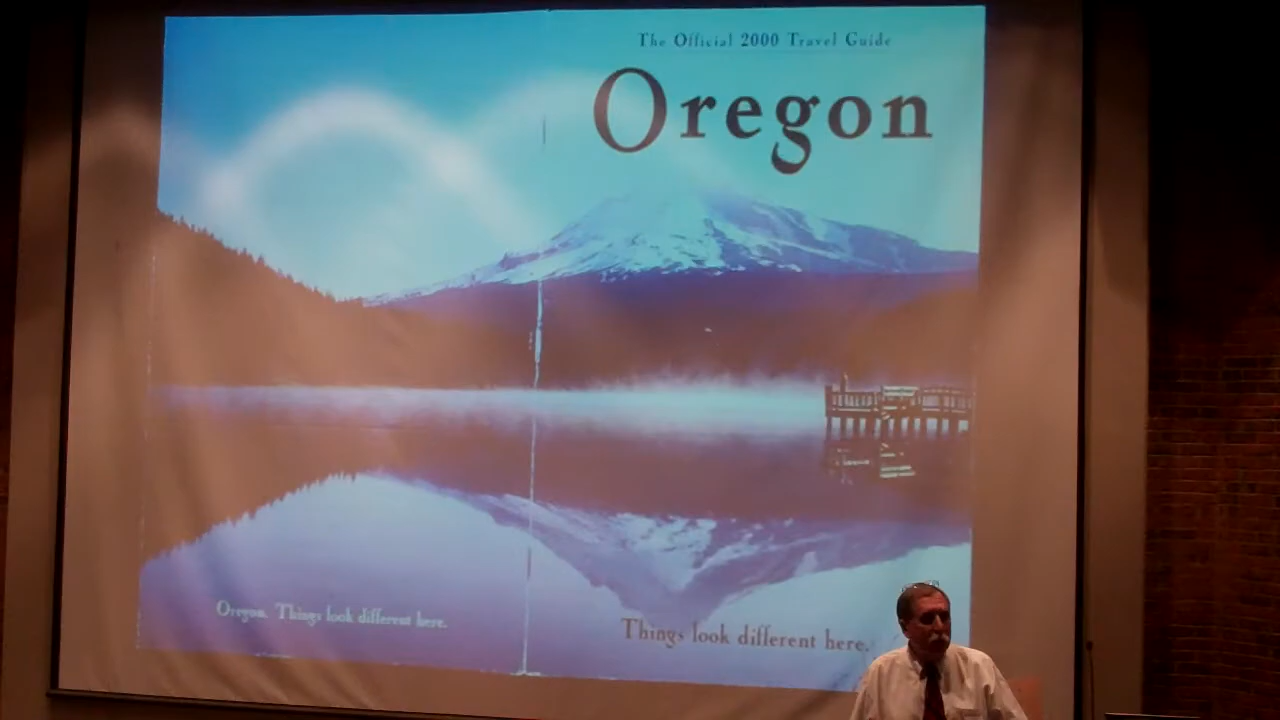 The Official 2000 Travel Guide
Oregon
Oregon. Things look different here.
Things look different here.